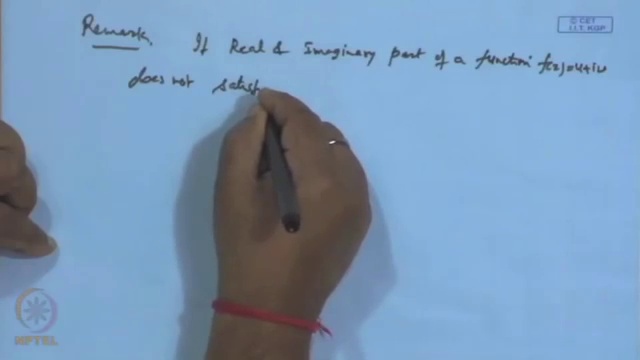 Remark. If Real & Imaginary part of a function f(z)=u+iv
does not satisf
© CET
I.I.T. KGP
NPTEL